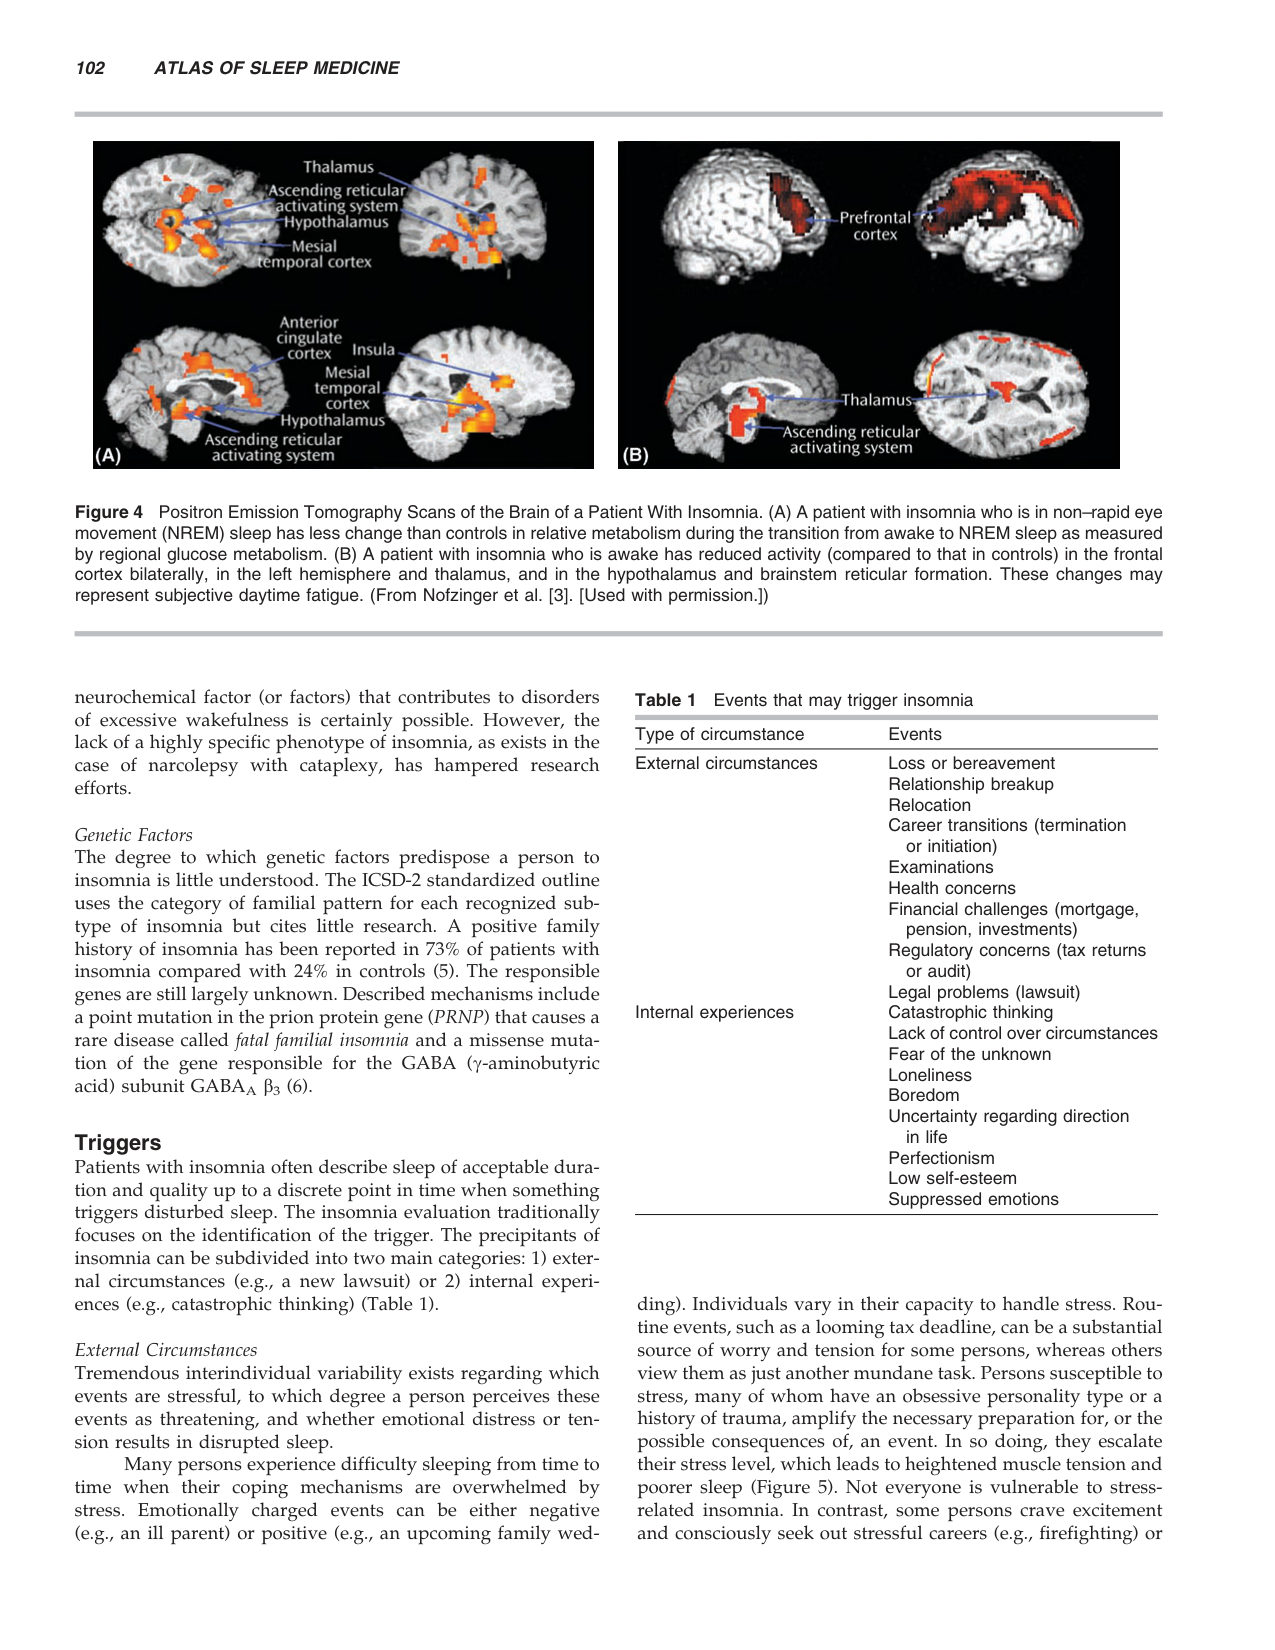 102 ATLAS OF SLEEP MEDICINE
Thalamus
Ascending reticular
activating system
Hypothalamus
Mesial
temporal cortex
Anterior
cingulate
cortex
Insula
Mesial
temporal
cortex
Hypothalamus
Ascending reticular
activating system
(A)
Prefrontal
cortex
Thalamus
Ascending reticular
activating system
(B)
Figure 4 Positron Emission Tomography Scans of the Brain of a Patient With Insomnia. (A) A patient with insomnia who is in non–rapid eye
movement (NREM) sleep has less change than controls in relative metabolism during the transition from awake to NREM sleep as measured
by regional glucose metabolism. (B) A patient with insomnia who is awake has reduced activity (compared to that in controls) in the frontal
cortex bilaterally, in the left hemisphere and thalamus, and in the hypothalamus and brainstem reticular formation. These changes may
represent subjective daytime fatigue. (From Nofzinger et al. [3]. [Used with permission.])
neurochemical factor (or factors) that contributes to disorders
of excessive wakefulness is certainly possible. However, the
lack of a highly specific phenotype of insomnia, as exists in the
case of narcolepsy with cataplexy, has hampered research
efforts.
Genetic Factors
The degree to which genetic factors predispose a person to
insomnia is little understood. The ICSD-2 standardized outline
uses the category of familial pattern for each recognized sub-
type of insomnia but cites little research. A positive family
history of insomnia has been reported in 73% of patients with
insomnia compared with 24% in controls (5). The responsible
genes are still largely unknown. Described mechanisms include
a point mutation in the prion protein gene (PRNP) that causes a
rare disease called fatal familial insomnia and a missense muta-
tion of the gene responsible for the GABA (γ-aminobutyric
acid) subunit GABAA β3 (6).
Triggers
Patients with insomnia often describe sleep of acceptable dura-
tion and quality up to a discrete point in time when something
triggers disturbed sleep. The insomnia evaluation traditionally
focuses on the identification of the trigger. The precipitants of
insomnia can be subdivided into two main categories: 1) exter-
nal circumstances (e.g., a new lawsuit) or 2) internal experi-
ences (e.g., catastrophic thinking) (Table 1).
External Circumstances
Tremendous interindividual variability exists regarding which
events are stressful, to which degree a person perceives these
events as threatening, and whether emotional distress or ten-
sion results in disrupted sleep.
Many persons experience difficulty sleeping from time to
time when their coping mechanisms are overwhelmed by
stress. Emotionally charged events can be either negative
(e.g., an ill parent) or positive (e.g., an upcoming family wed-
Table 1 Events that may trigger insomnia
Type of circumstance Events
External circumstances Loss or bereavement
Relationship breakup
Relocation
Career transitions (termination
or initiation)
Examinations
Health concerns
Financial challenges (mortgage,
pension, investments)
Regulatory concerns (tax returns
or audit)
Legal problems (lawsuit)
Internal experiences Catastrophic thinking
Lack of control over circumstances
Fear of the unknown
Loneliness
Boredom
Uncertainty regarding direction
in life
Perfectionism
Low self-esteem
Suppressed emotions
ding). Individuals vary in their capacity to handle stress. Rou-
tine events, such as a looming tax deadline, can be a substantial
source of worry and tension for some persons, whereas others
view them as just another mundane task. Persons susceptible to
stress, many of whom have an obsessive personality type or a
history of trauma, amplify the necessary preparation for, or the
possible consequences of, an event. In so doing, they escalate
their stress level, which leads to heightened muscle tension and
poorer sleep (Figure 5). Not everyone is vulnerable to stress-
related insomnia. In contrast, some persons crave excitement
and consciously seek out stressful careers (e.g., firefighting) or